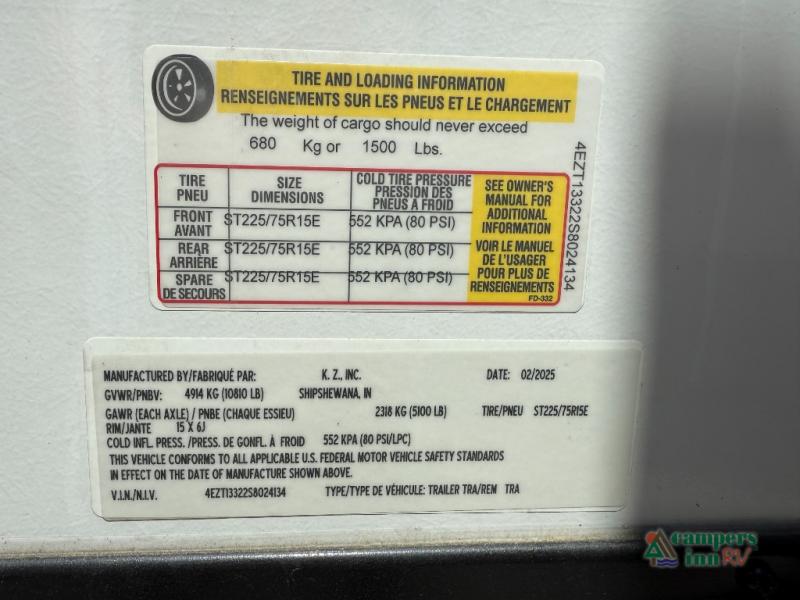 TIRE AND LOADING INFORMATION
RENSEIGNEMENTS SUR LES PNEUS ET LE CHARGEMENT
The weight of cargo should never exceed
680 Kg or 1500 Lbs.
TIRE PNEU SIZE DIMENSIONS COLD TIRE PRESSURE PRESSION DES PNEUS A FROID
FRONT AVANT ST225/75R15E 552 KPA (80 PSI)
REAR ARRIÈRE ST225/75R15E 552 KPA (80 PSI)
SPARE DE SECOURS ST225/75R15E 552 KPA (80 PSI)
SEE OWNER'S
MANUAL FOR
ADDITIONAL
INFORMATION
VOIR LE MANUEL
DE L'USAGER
POUR PLUS DE
RENSEIGNEMENTS
FD-332
4EZT13322S8024134
MANUFACTURED BY/FABRIQUÉ PAR: K. Z., INC. DATE: 02/2025
GVWR/PNBV: 4914 KG (10810 LB) SHIPSHEWANA, IN
GAWR (EACH AXLE) / PNBE (CHAQUE ESSIEU) 2318 KG (5100 LB) TIRE/PNEU ST225/75R15E
RIM/JANTE 15 X 6J
COLD INFL. PRESS. /PRESS. DE GONFL. À FROID 552 KPA (80 PSI/LPC)
THIS VEHICLE CONFORMS TO ALL APPLICABLE U.S. FEDERAL MOTOR VEHICLE SAFETY STANDARDS
IN EFFECT ON THE DATE OF MANUFACTURE SHOWN ABOVE.
V.I.N./N.I.V. 4EZT13322S8024134 TYPE/TYPE DE VÉHICULE: TRAILER TRA/REM TRA
campers
inn RV